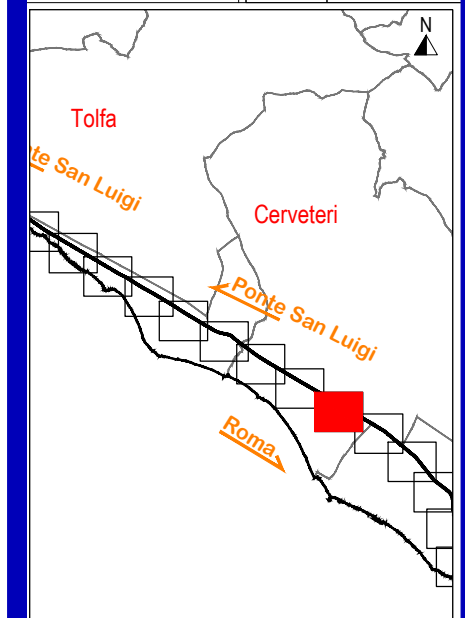 N
Tolfa
nte San Luigi
Cerveteri
Ponte San Luigi
Roma